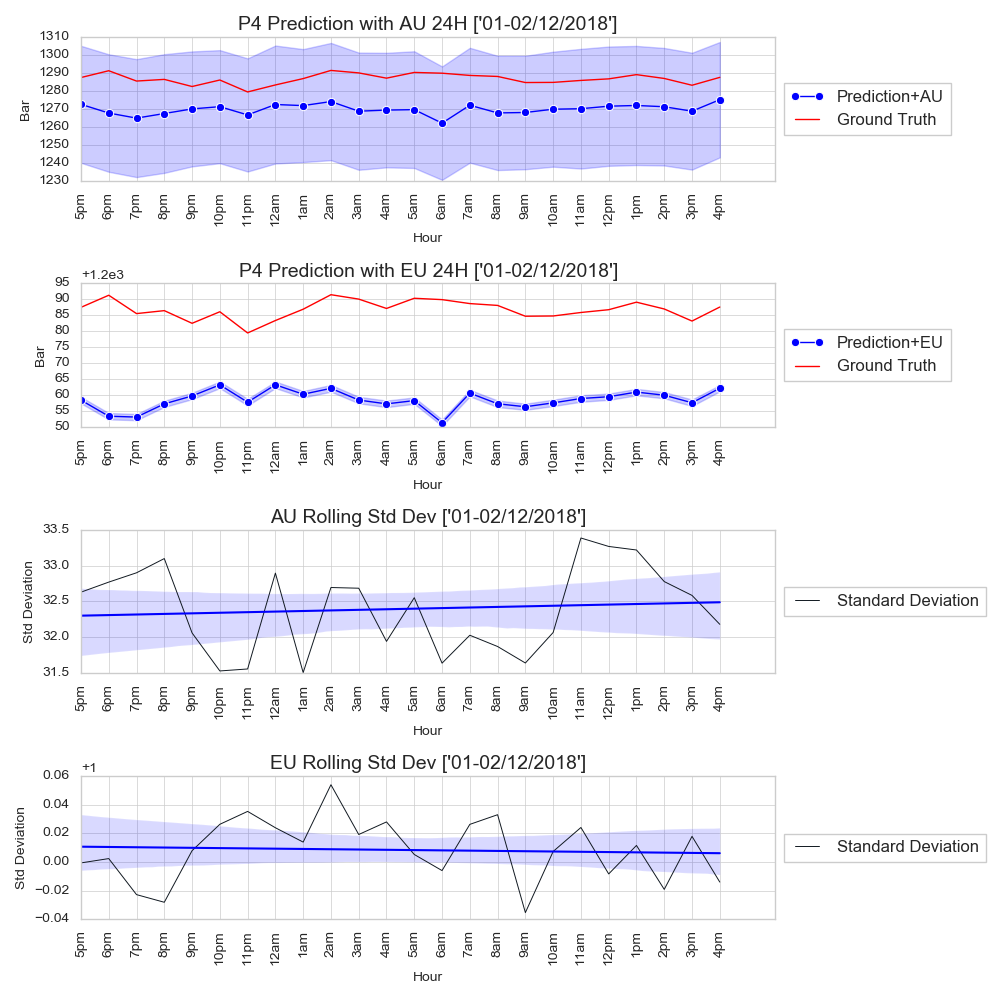 P4 Prediction with AU 24H ['01-02/12/2018']
1310
1300
1290
1280
1270
1260
1250
1240
1230
Bar
5pm 6pm 7pm 8pm 9pm 10pm 11pm 12am 1am 2am 3am 4am 5am 6am 7am 8am 9am 10am 11am 12pm 1pm 2pm 3pm 4pm
Hour
Prediction+AU
Ground Truth
P4 Prediction with EU 24H ['01-02/12/2018']
+1.2e3
95
90
85
80
75
70
65
60
55
50
Bar
5pm 6pm 7pm 8pm 9pm 10pm 11pm 12am 1am 2am 3am 4am 5am 6am 7am 8am 9am 10am 11am 12pm 1pm 2pm 3pm 4pm
Hour
Prediction+EU
Ground Truth
AU Rolling Std Dev ['01-02/12/2018']
33.5
33.0
32.5
32.0
31.5
Std Deviation
5pm 6pm 7pm 8pm 9pm 10pm 11pm 12am 1am 2am 3am 4am 5am 6am 7am 8am 9am 10am 11am 12pm 1pm 2pm 3pm 4pm
Hour
Standard Deviation
EU Rolling Std Dev ['01-02/12/2018']
+1
0.06
0.04
0.02
0.00
−0.02
−0.04
Std Deviation
5pm 6pm 7pm 8pm 9pm 10pm 11pm 12am 1am 2am 3am 4am 5am 6am 7am 8am 9am 10am 11am 12pm 1pm 2pm 3pm 4pm
Hour
Standard Deviation